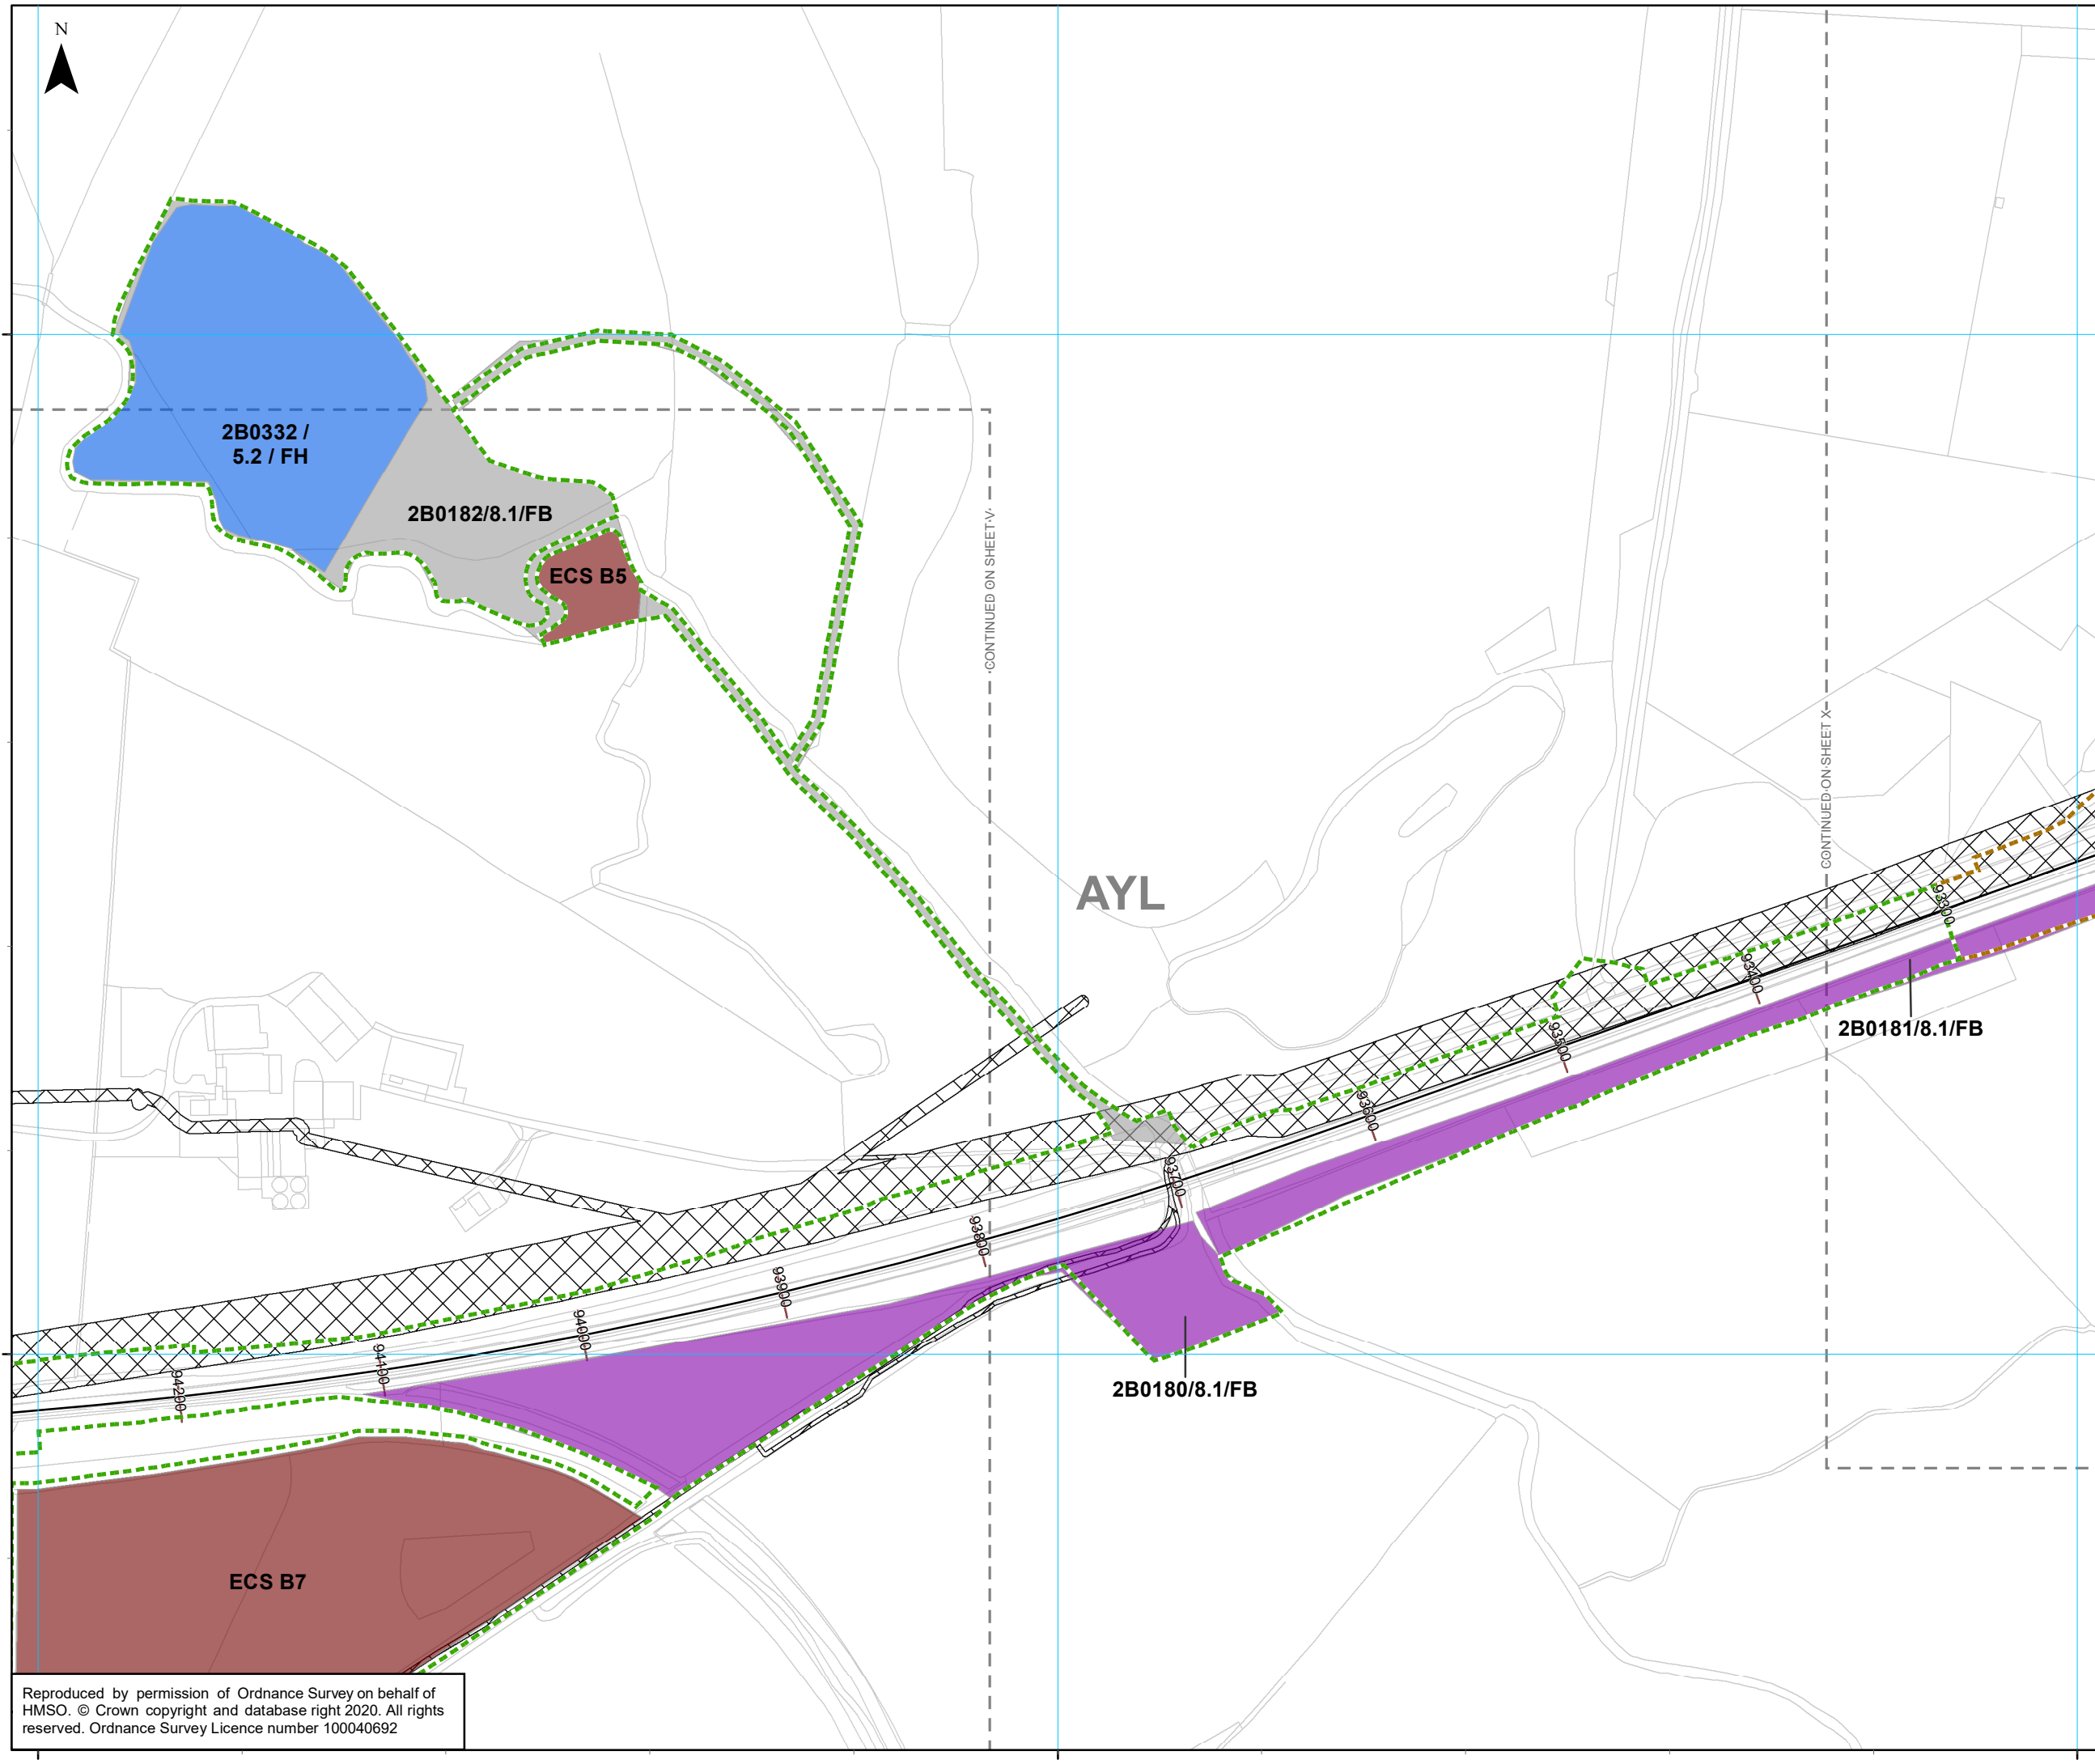 N
2B0332 /
5.2 / FH
2B0182/8.1/FB
ECS B5
CONTINUED ON SHEET V
CONTINUED ON SHEET X
AYL
93300
93400
2B0181/8.1/FB
93500
93600
93700
93800
93900
94000
94100
94200
2B0180/8.1/FB
ECS B7
Reproduced by permission of Ordnance Survey on behalf of
HMSO. © Crown copyright and database right 2020. All rights
reserved. Ordnance Survey Licence number 100040692